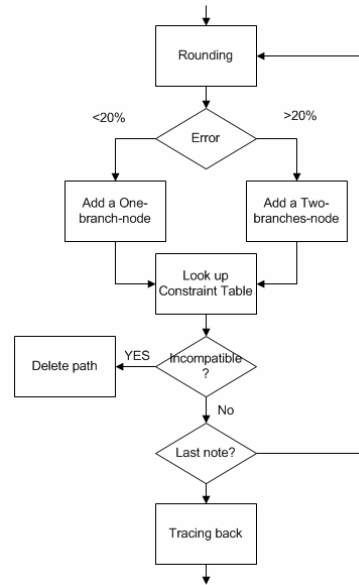 Rounding
<20%
>20%
Error
Add a One-
branch-node
Add a Two-
branches-node
Look up
Constraint Table
Delete path
YES
Incompatible
?
No
Last note?
Tracing back